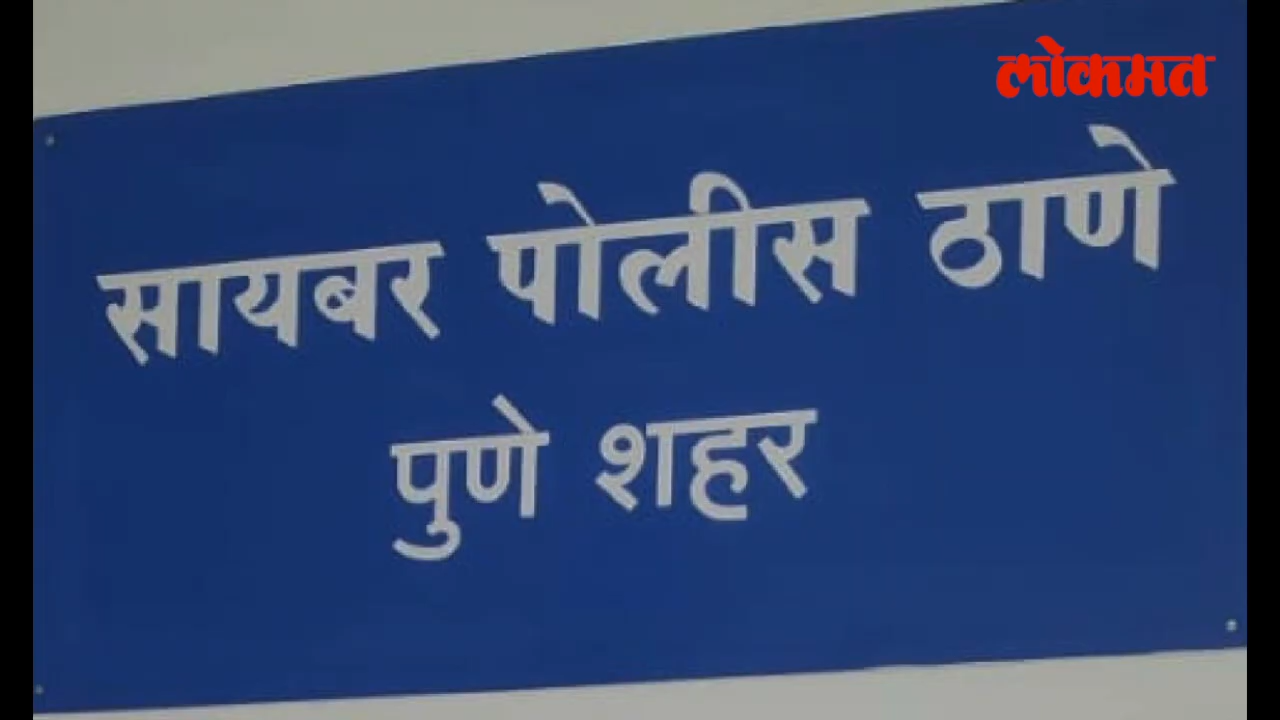 लोकमत
सायबर पोलीस ठाणे
पुणे शहर